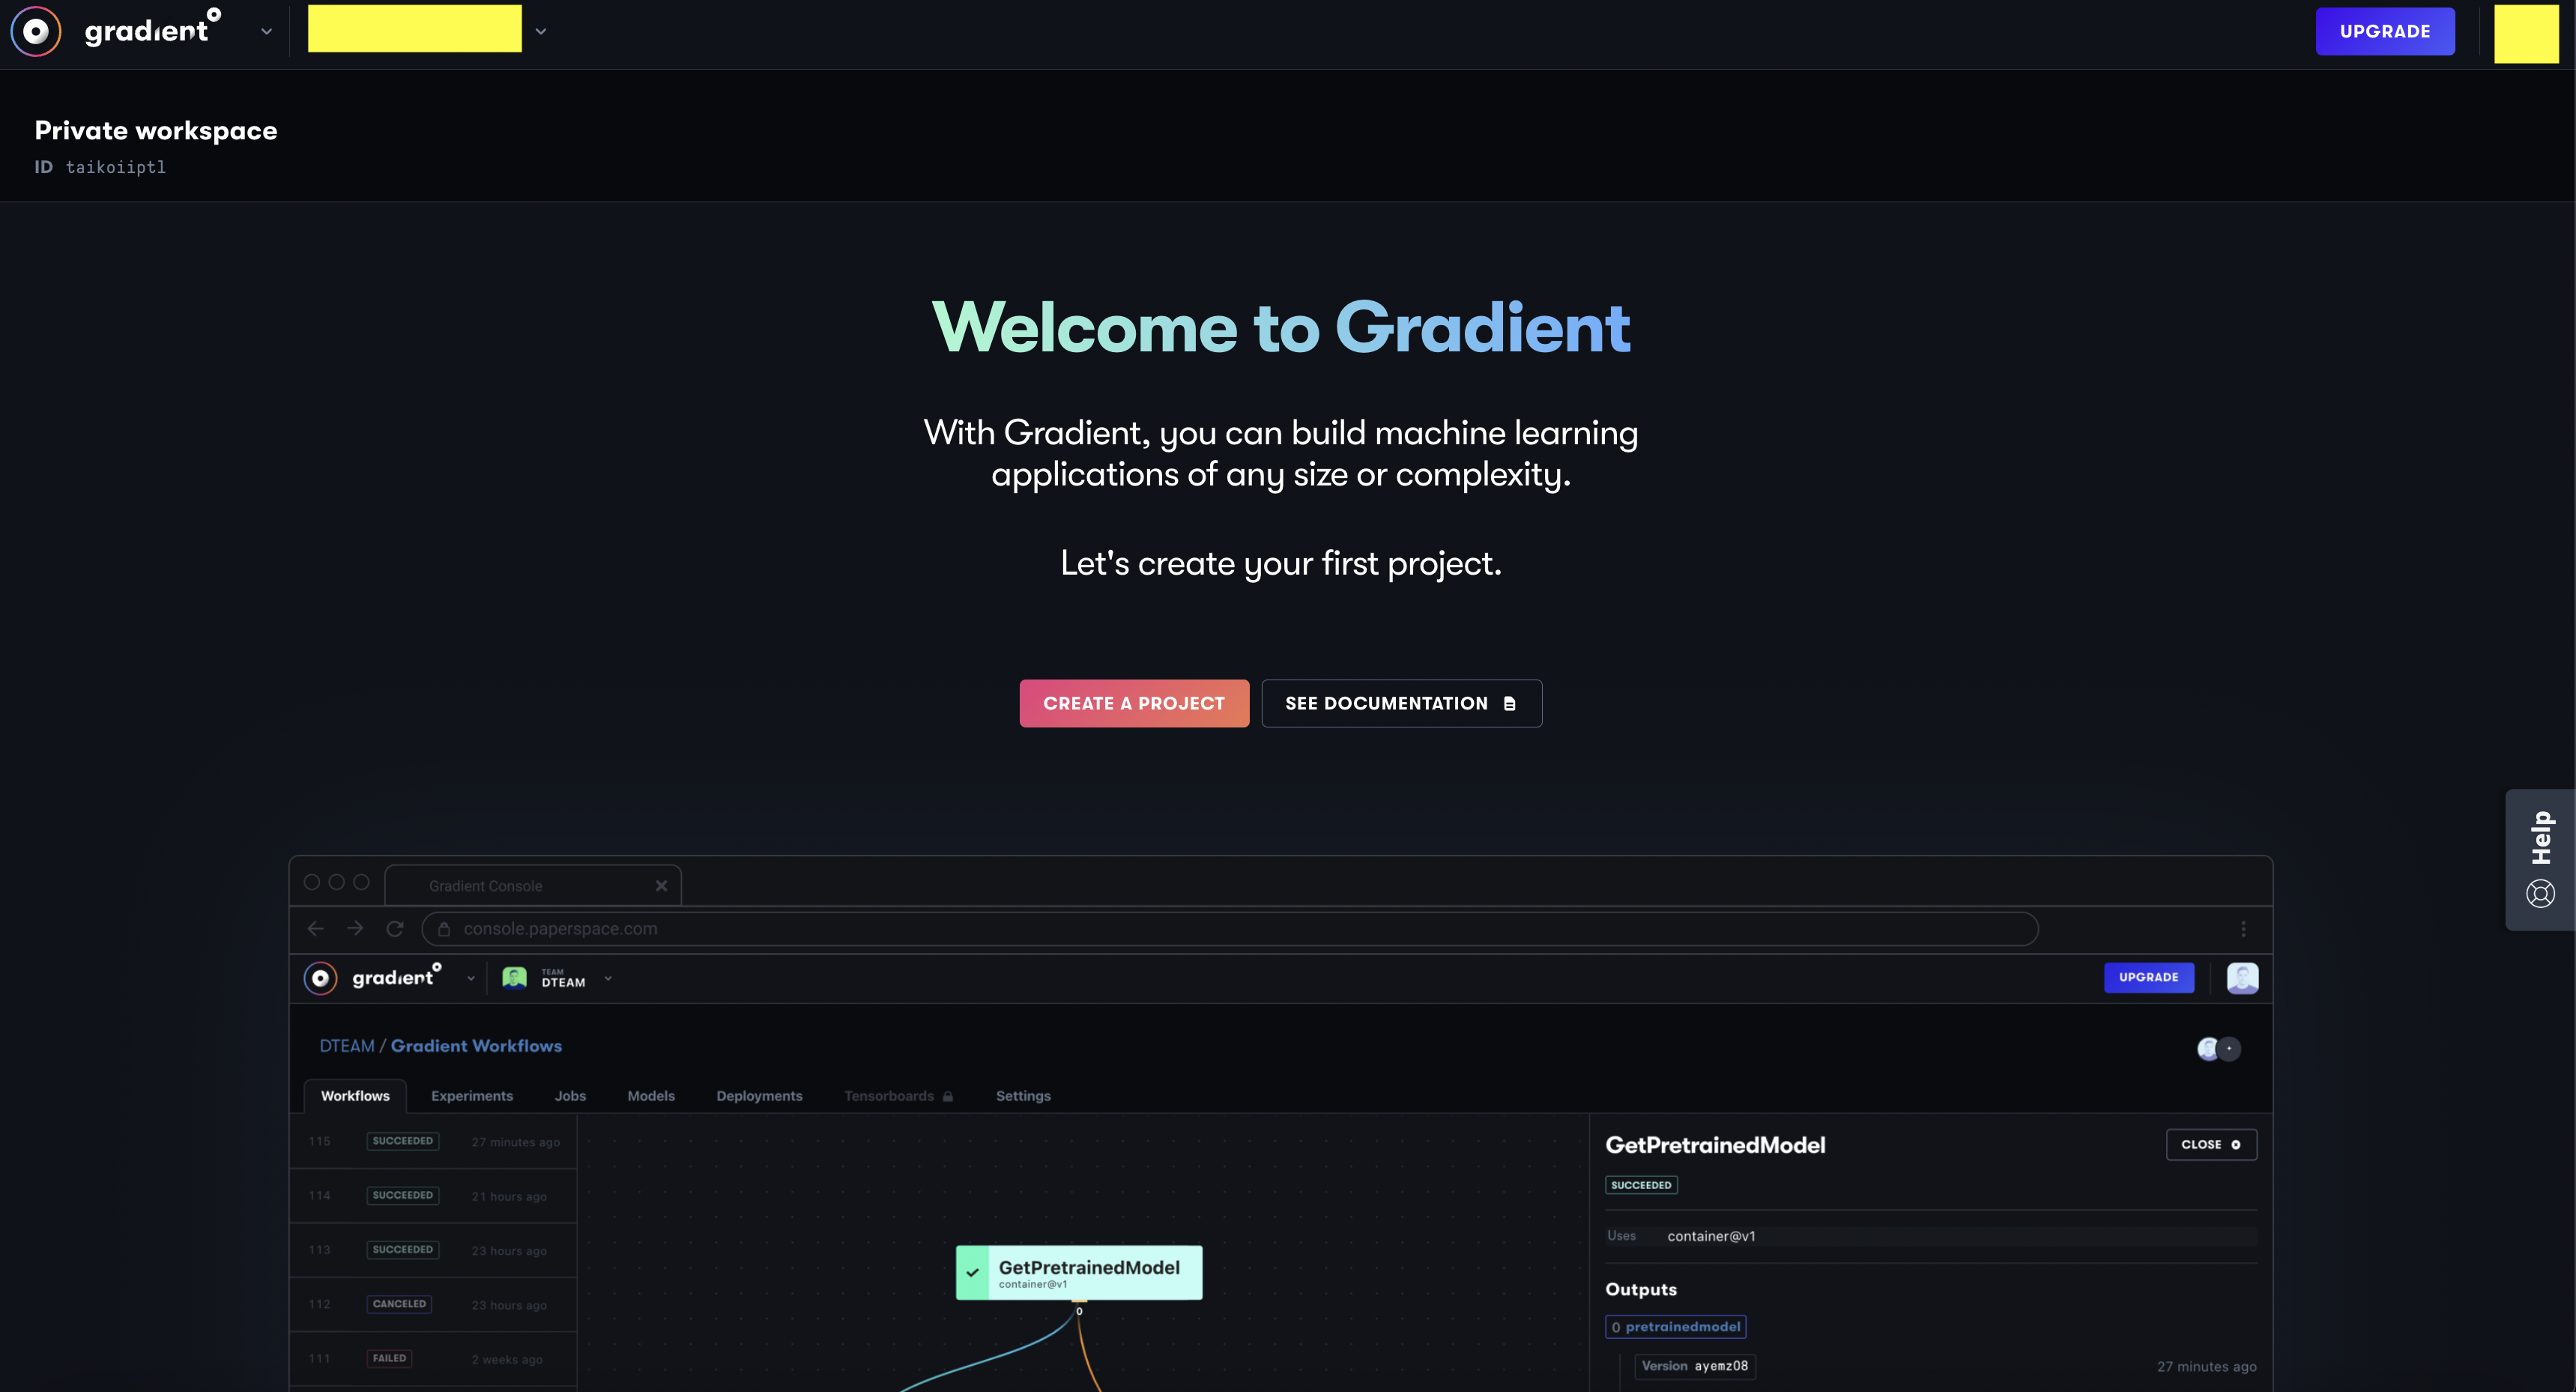 gradient
UPGRADE
Private workspace
ID taikoiiptl
Welcome to Gradient
With Gradient, you can build machine learning
applications of any size or complexity.
Let's create your first project.
CREATE A PROJECT
SEE DOCUMENTATION
Help
Gradient Console
console.paperspace.com
gradient
TEAM
DTEAM
UPGRADE
DTEAM / Gradient Workflows
Workflows Experiments Jobs Models Deployments Tensorboards Settings
115 SUCCEEDED 27 minutes ago
114 SUCCEEDED 21 hours ago
113 SUCCEEDED 23 hours ago
112 CANCELED 23 hours ago
111 FAILED 2 weeks ago
GetPretrainedModel
container@v1
0
GetPretrainedModel
CLOSE
SUCCEEDED
Uses container@v1
Outputs
0 pretrainedmodel
Version ayemz08 27 minutes ago